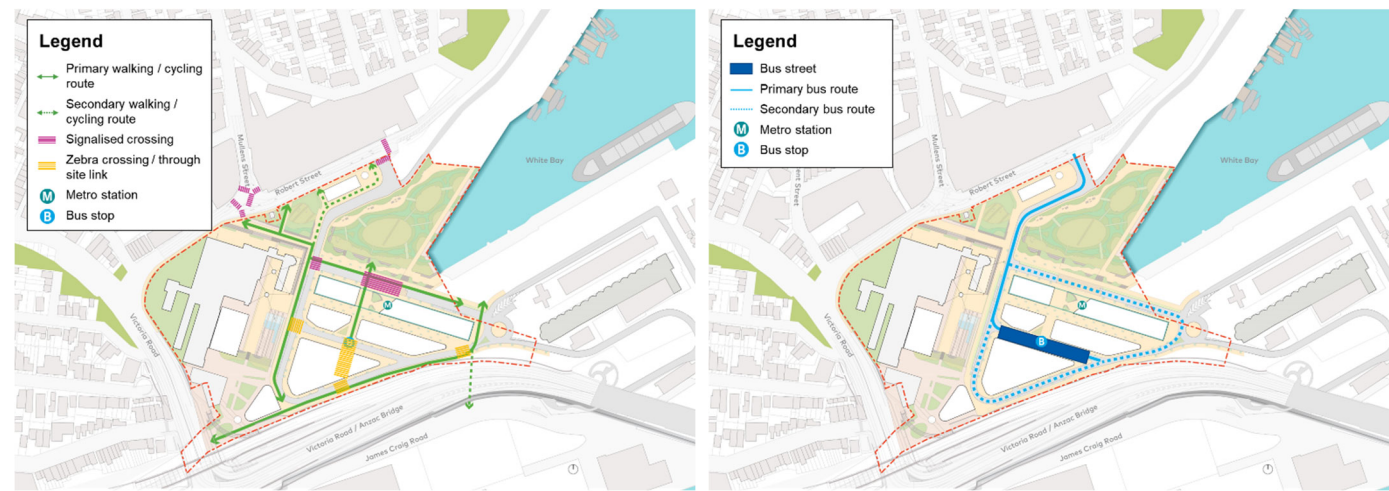 Legend
Primary walking / cycling
route
Secondary walking /
cycling route
Signalised crossing
Zebra crossing / through
site link
M Metro station
B Bus stop
Mullens Street
Robert Street
White Bay
M
B
Victoria Road
Victoria Road / Anzac Bridge
James Craig Road
Legend
Bus street
Primary bus route
Secondary bus route
M Metro station
B Bus stop
Mullens Street
Robert Street
White Bay
M
B
Victoria Road
Victoria Road / Anzac Bridge
James Craig Road